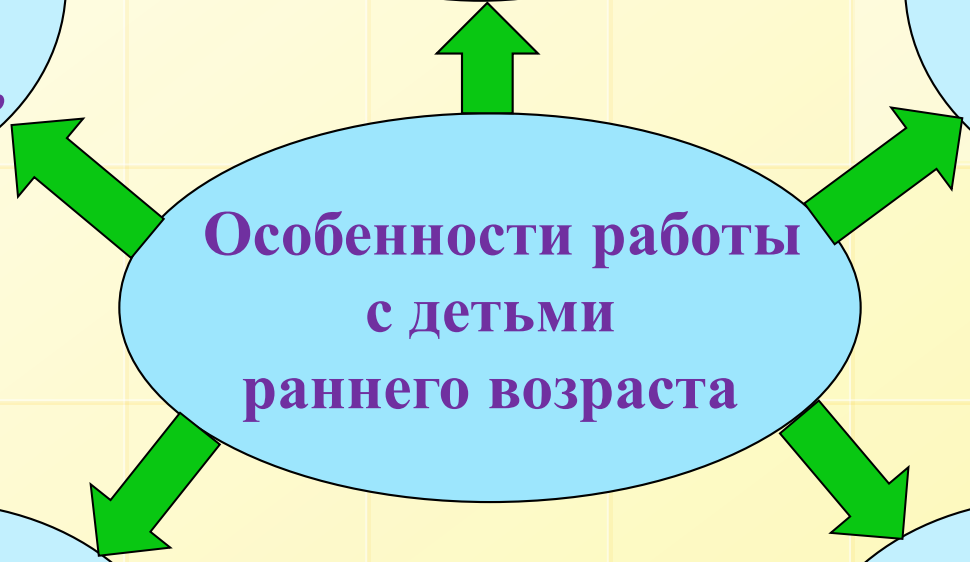 Особенности работы
с детьми
раннего возраста